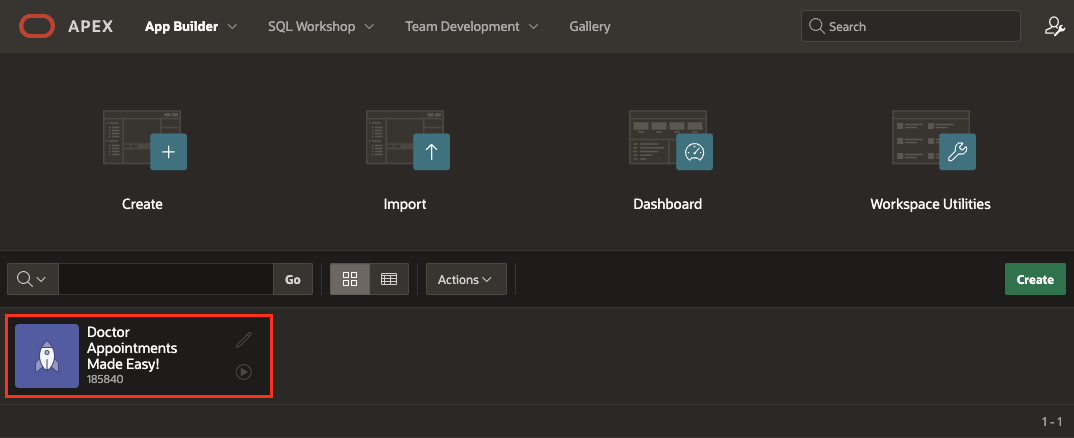 APEX App Builder SQL Workshop Team Development Gallery Search
Create Import Dashboard Workspace Utilities
Go Actions Create
Doctor
Appointments
Made Easy!
185840
1 - 1